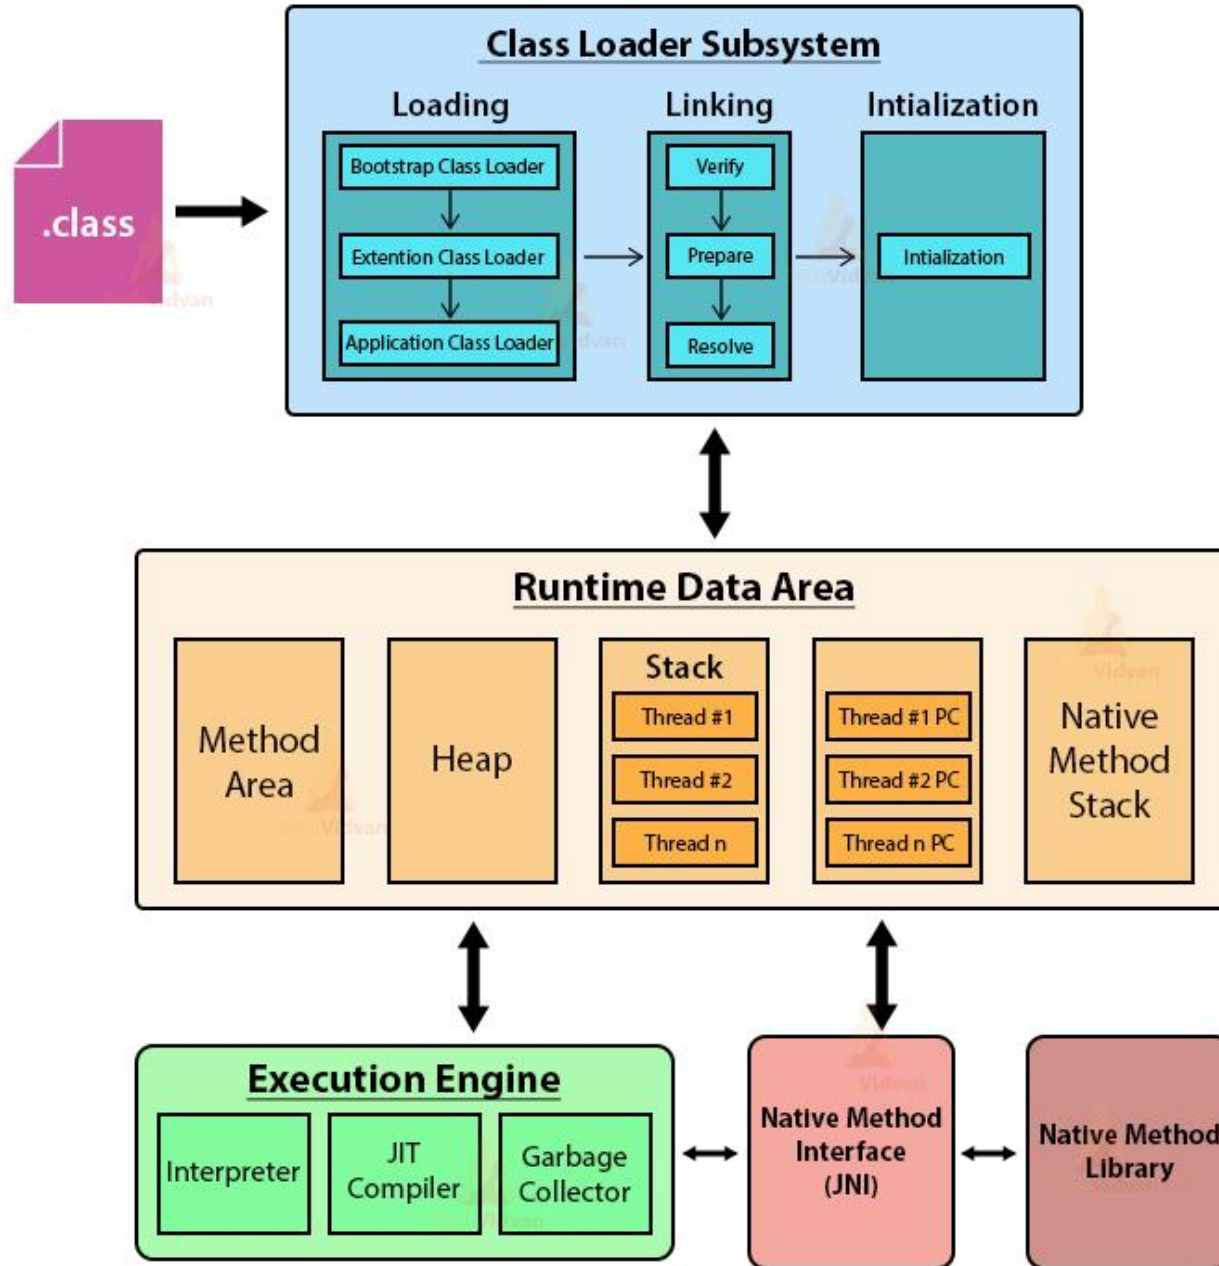 Class Loader Subsystem
Loading
Linking
Intialization
.class
Bootstrap Class Loader
Extention Class Loader
Application Class Loader
Verify
Prepare
Resolve
Intialization
Runtime Data Area
Method
Area
Heap
Stack
Thread #1
Thread #2
Thread n
Thread #1 PC
Thread #2 PC
Thread n PC
Native
Method
Stack
Execution Engine
Interpreter
JIT
Compiler
Garbage
Collector
Native Method
Interface
(JNI)
Native Method
Library